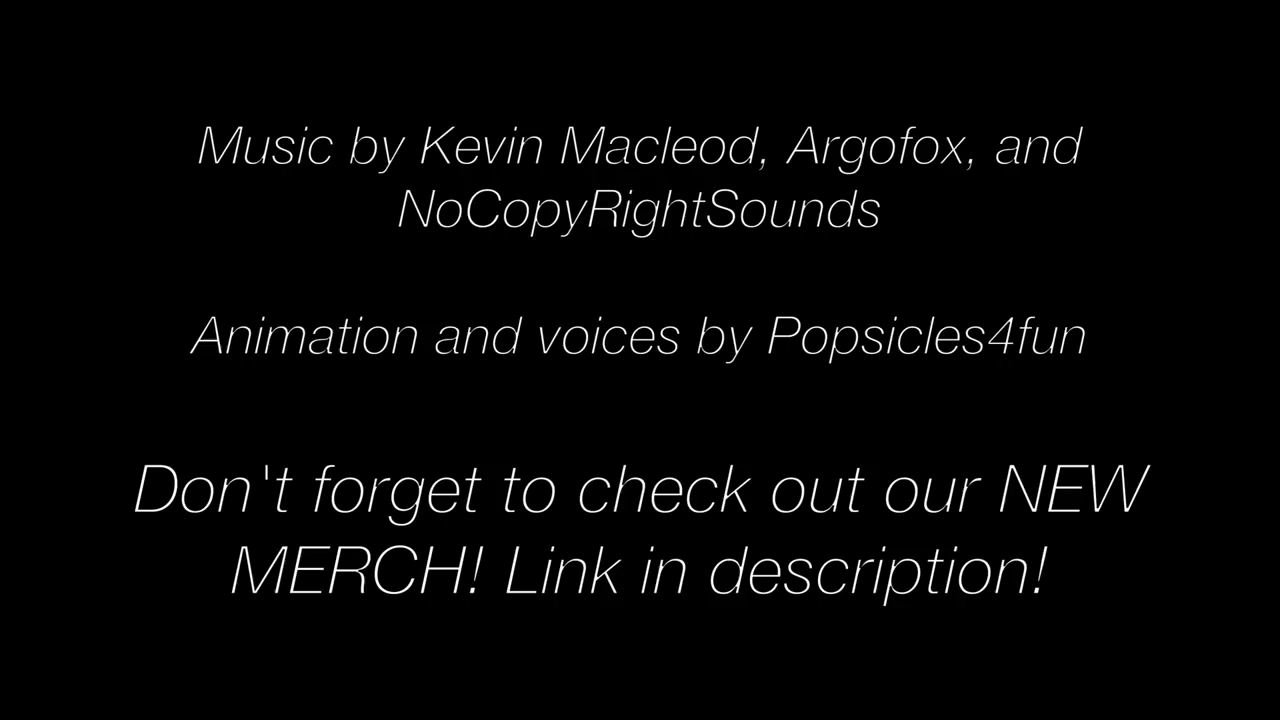 Music by Kevin Macleod, Argofox, and
NoCopyRightSounds
Animation and voices by Popsicles4fun
Don't forget to check out our NEW
MERCH! Link in description!